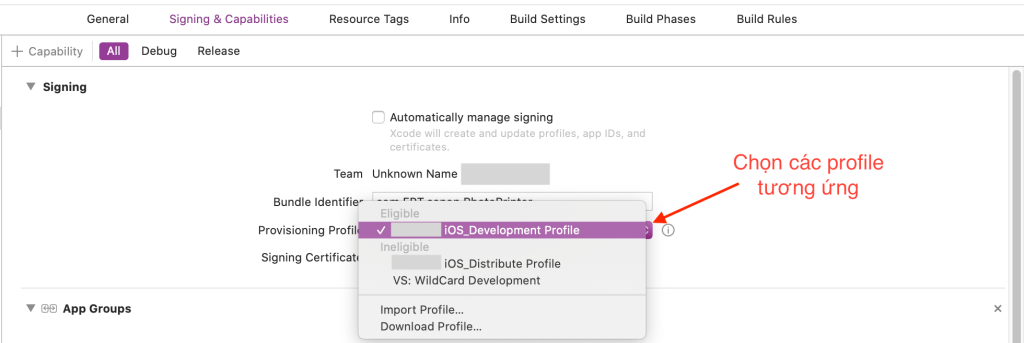 General Signing & Capabilities Resource Tags Info Build Settings Build Phases Build Rules
+ Capability All Debug Release
Signing
Automatically manage signing
Xcode will create and update profiles, app IDs, and
certificates.
Team Unknown Name
Bundle Identifier
Eligible
Provisioning Profile iOS_Development Profile
Ineligible
Signing Certificate iOS_Distribute Profile
VS: WildCard Development
App Groups
Import Profile...
Download Profile...
Chọn các profile
tương ứng